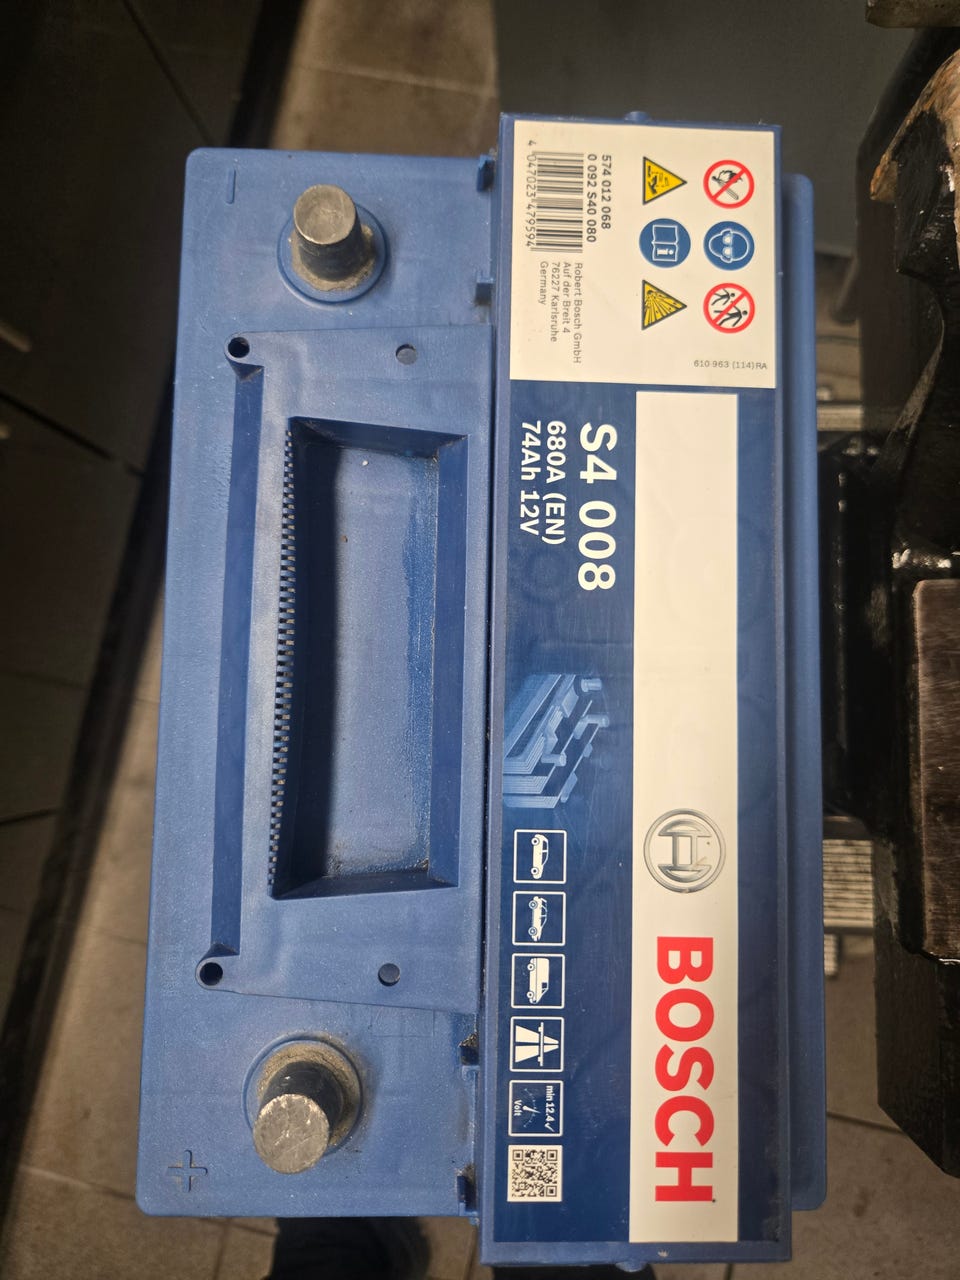 574 012 068
0 092 S40 080
4 047023 479594
Robert Bosch GmbH
Auf der Breit 4
76227 Karlsruhe
Germany
610 963 (114) RA
S4 008
680A (EN)
74Ah 12V
min 12.4
Volt
BOSCH
−
+